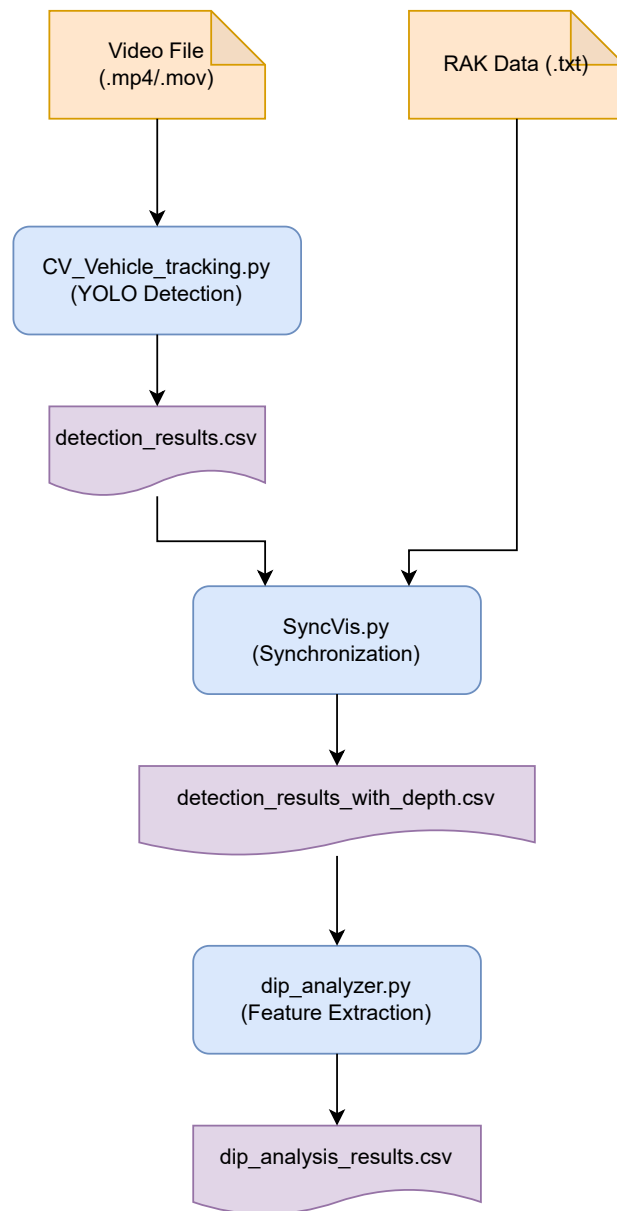 Video File
(.mp4/.mov)
RAK Data (.txt)
CV_Vehicle_tracking.py
(YOLO Detection)
detection_results.csv
SyncVis.py
(Synchronization)
detection_results_with_depth.csv
dip_analyzer.py
(Feature Extraction)
dip_analysis_results.csv